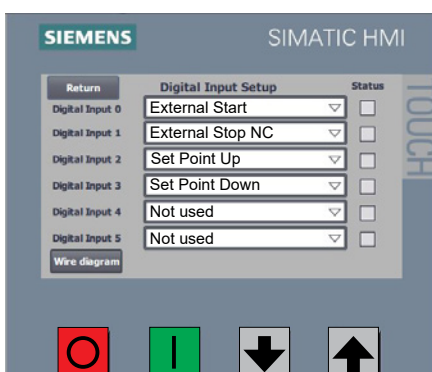 SIEMENS SIMATIC HMI
Return Digital Input Setup Status
Digital Input 0 External Start
Digital Input 1 External Stop NC
Digital Input 2 Set Point Up
Digital Input 3 Set Point Down
Digital Input 4 Not used
Digital Input 5 Not used
Wire diagram
TOUCH